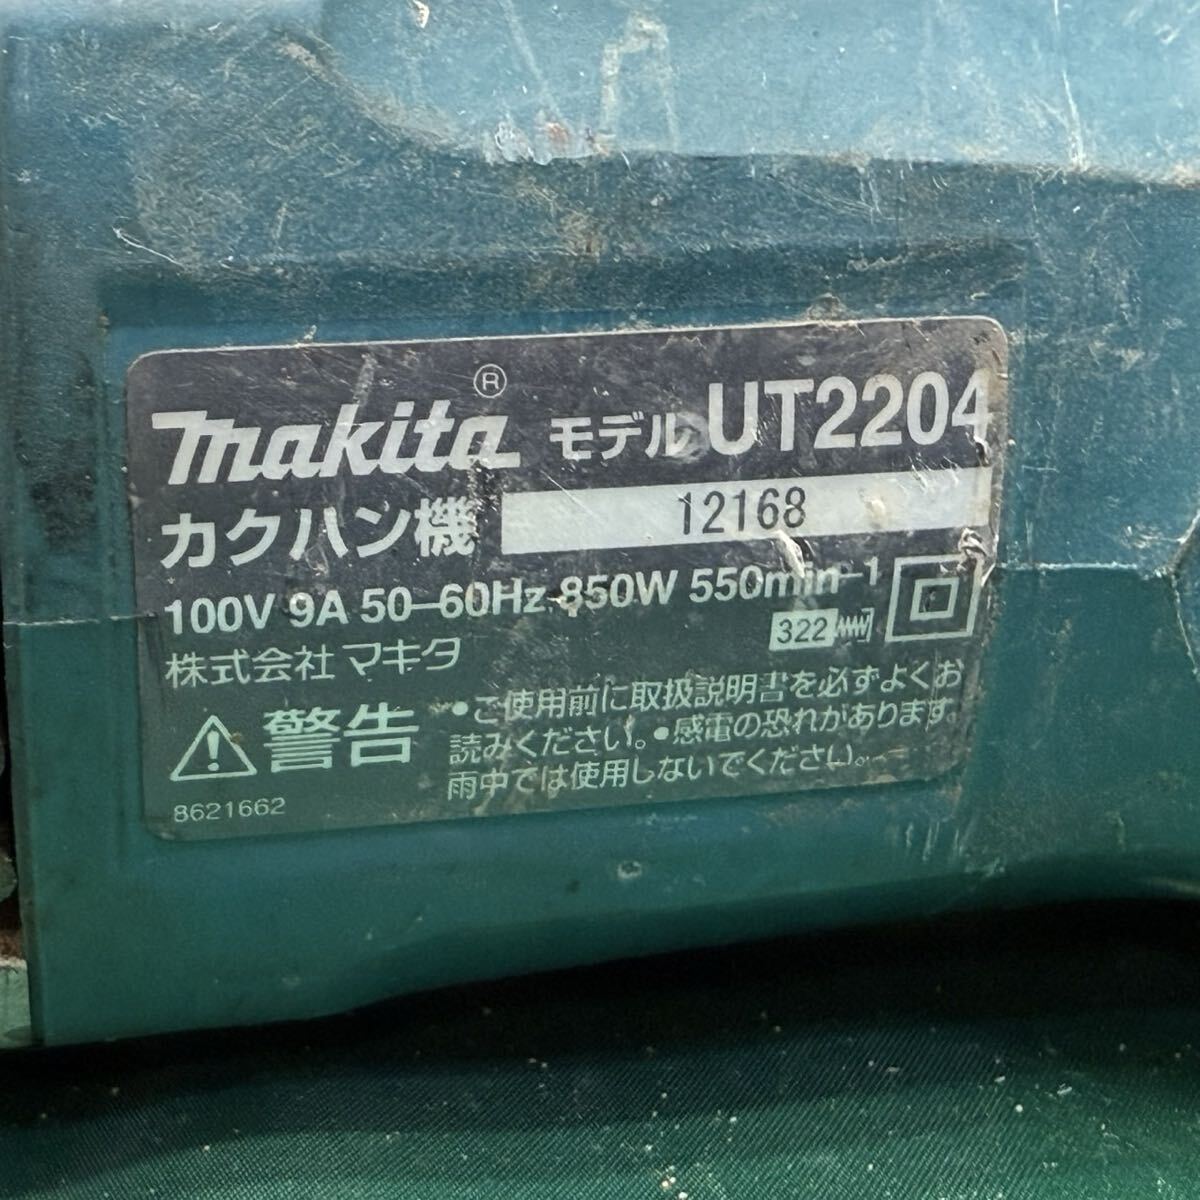 makita® モデル UT2204
カクハン機 12168
100V 9A 50-60Hz 850W 550min-1
322
株式会社 マキタ
警告 •ご使用前に取扱説明書を必ずよくお
読みください。•感電の恐れがあります。
雨中では使用しないでください。
8621662